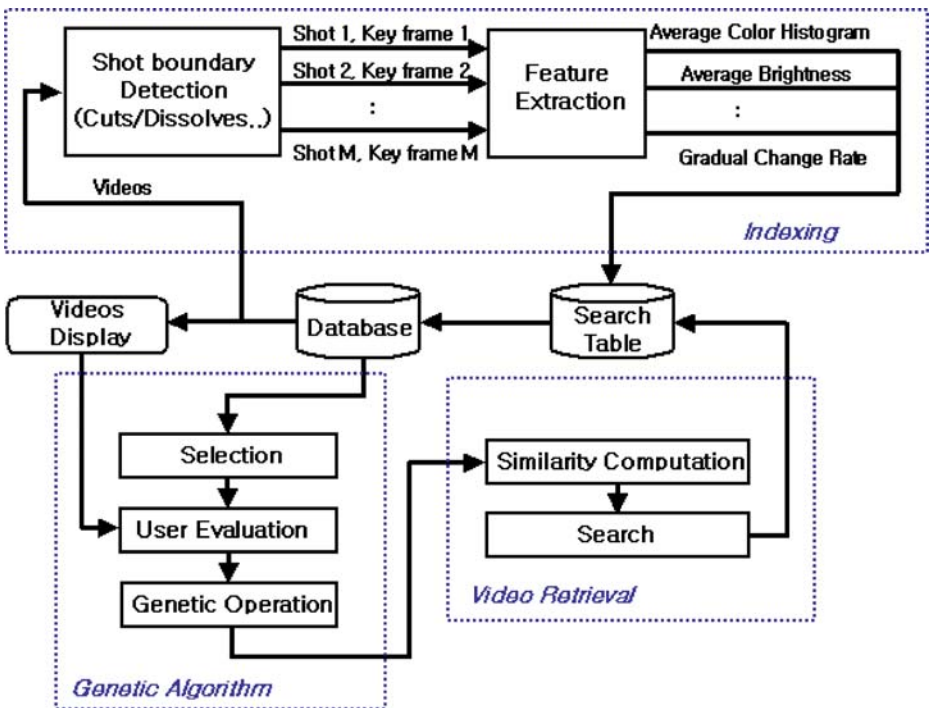 Shot boundary
Detection
(Cuts/Dissolves..)
Shot 1, Key frame 1
Shot 2, Key frame 2
:
Shot M, Key frame M
Feature
Extraction
Average Color Histogram
Average Brightness
:
Gradual Change Rate
Videos
Indexing
Videos
Display
Database
Search
Table
Selection
User Evaluation
Genetic Operation
Genetic Algorithm
Similarity Computation
Search
Video Retrieval